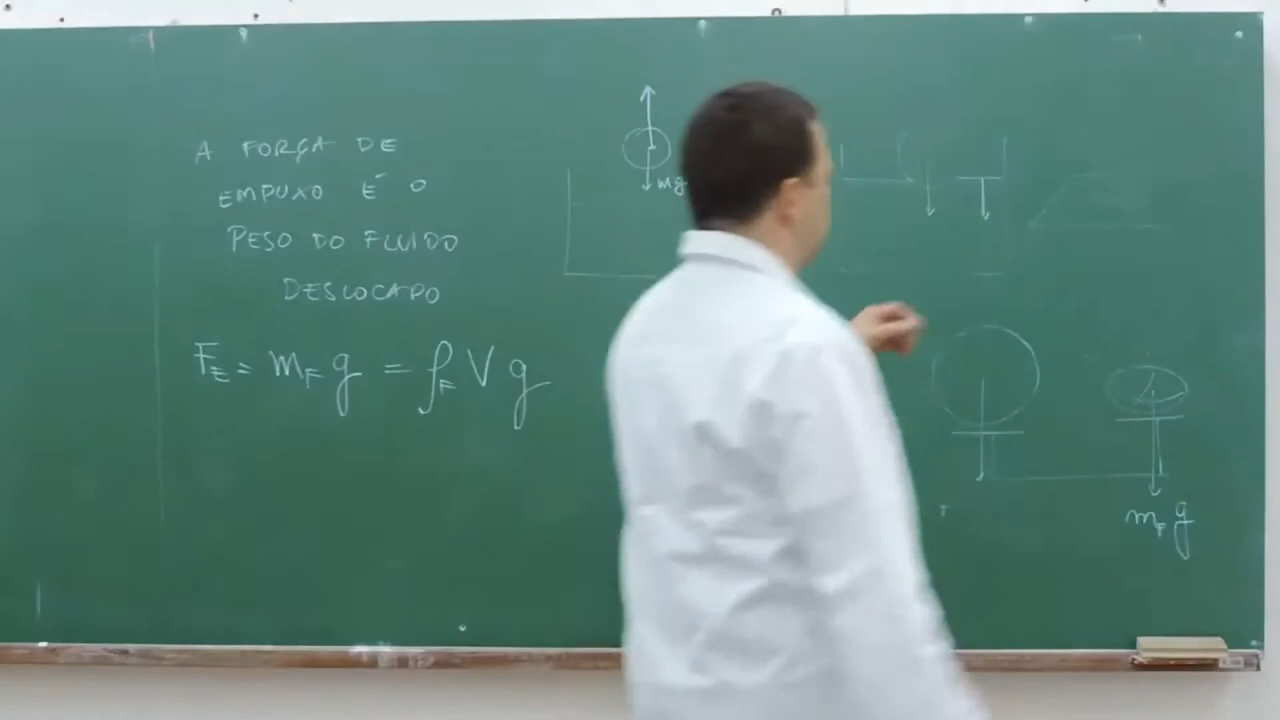 A FORÇA DE
EMPUXO É O
PESO DO FLUIDO
DESLOCADO
F_E = m_F g = ρ_F V g
mg
m_F g